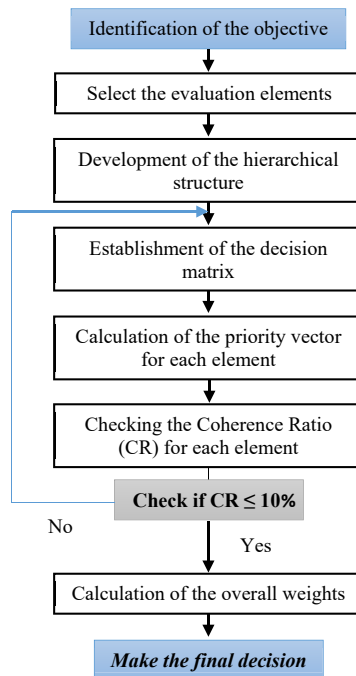 Identification of the objective
Select the evaluation elements
Development of the hierarchical
structure
Establishment of the decision
matrix
Calculation of the priority vector
for each element
Checking the Coherence Ratio
(CR) for each element
Check if CR ≤ 10%
No
Yes
Calculation of the overall weights
Make the final decision